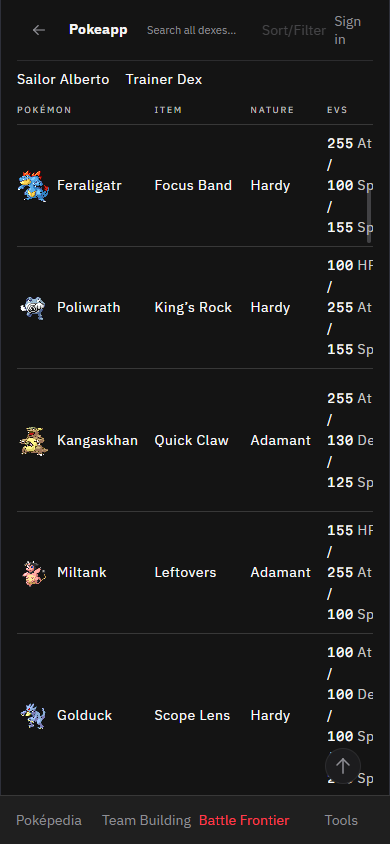 Pokeapp Search all dexes... Sort/Filter Sign in
Sailor Alberto Trainer Dex
POKÉMON ITEM NATURE EVS
Feraligatr Focus Band Hardy
255 At
/
100 Sp
/
155 Sp
Poliwrath King's Rock Hardy
100 HP
/
255 At
/
155 Sp
Kangaskhan Quick Claw Adamant
255 At
/
130 De
/
125 Sp
Miltank Leftovers Adamant
155 HP
/
255 At
/
100 Sp
Golduck Scope Lens Hardy
100 At
/
100 De
/
100 Sp
Sp
Poképedia Team Building Battle Frontier Tools